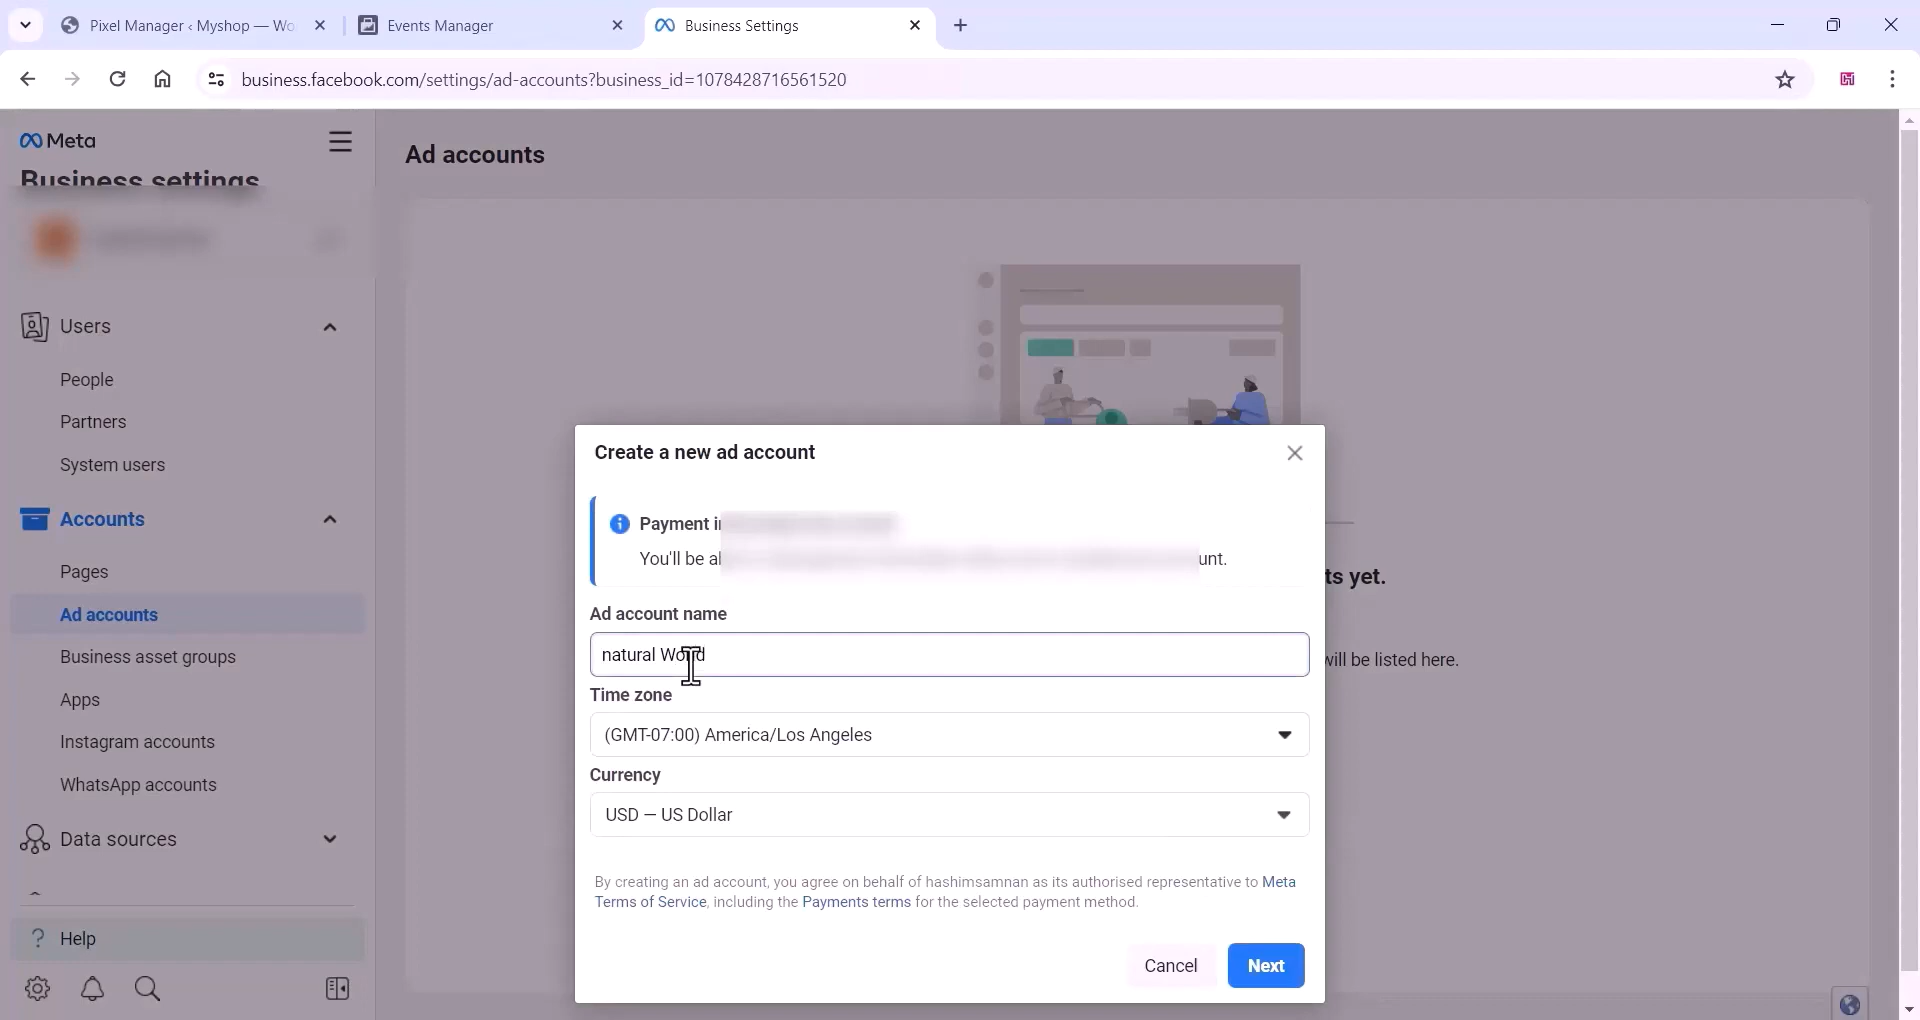 Pixel Manager ‹ Myshop — Wo
Events Manager
Business Settings
business.facebook.com/settings/ad-accounts?business_id=1078428716561520
Meta
Business settings
Users
People
Partners
System users
Accounts
Pages
Ad accounts
Business asset groups
Apps
Instagram accounts
WhatsApp accounts
Data sources
Help
Ad accounts
ts yet.
will be listed here.
Create a new ad account
Payment
You'll be
unt.
Ad account name
natural World
Time zone
(GMT-07:00) America/Los Angeles
Currency
USD — US Dollar
By creating an ad account, you agree on behalf of hashimsamnan as its authorised representative to Meta
Terms of Service, including the Payments terms for the selected payment method.
Cancel
Next